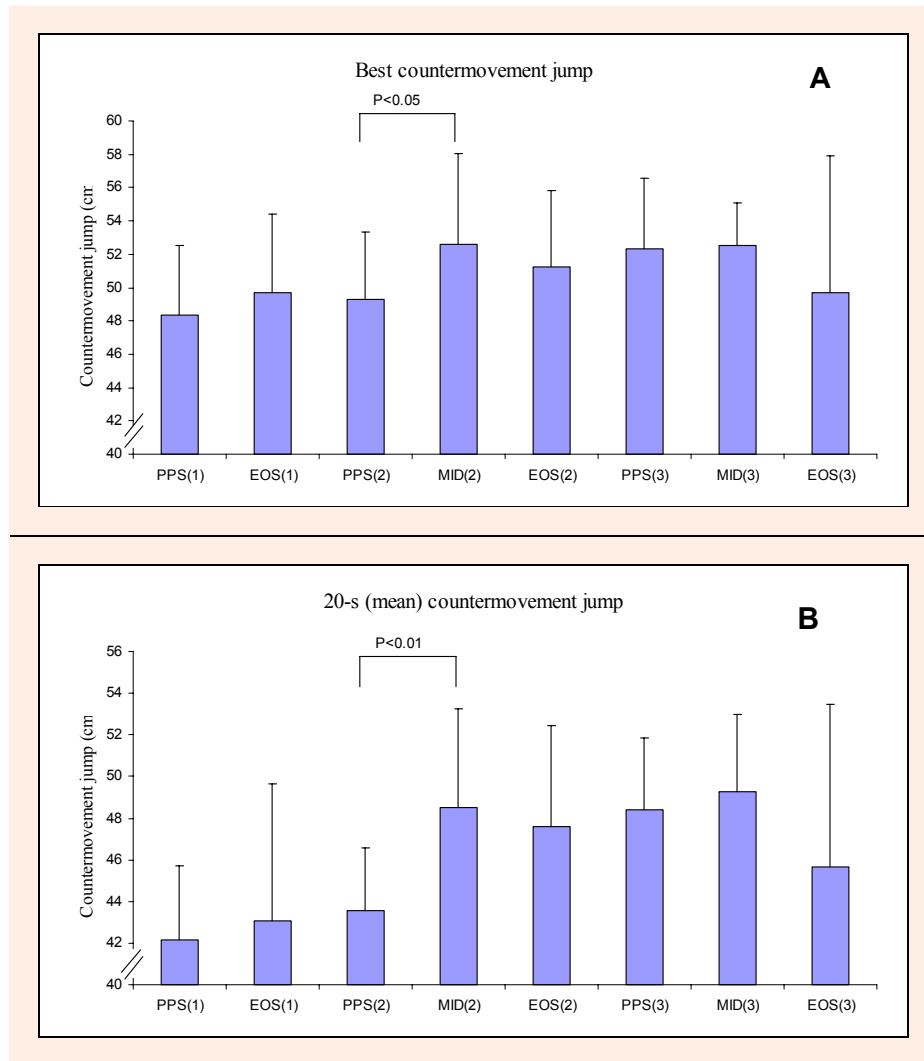 Best countermovement jump
A
P<0.05
Countermovement jump (cm
60
58
56
54
52
50
48
46
44
42
40
PPS(1) EOS(1) PPS(2) MID(2) EOS(2) PPS(3) MID(3) EOS(3)
20-s (mean) countermovement jump
B
P<0.01
Countermovement jump (cm
56
54
52
50
48
46
44
42
40
PPS(1) EOS(1) PPS(2) MID(2) EOS(2) PPS(3) MID(3) EOS(3)